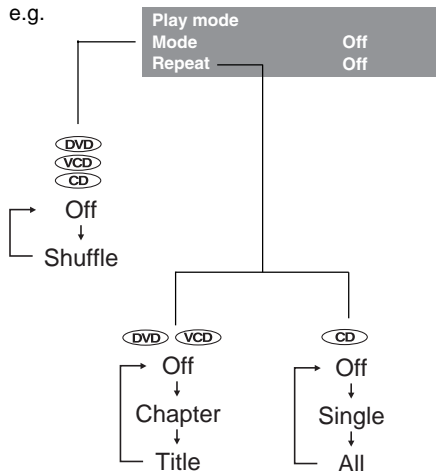 e.g.
Play mode
Mode Off
Repeat Off
DVD
VCD
CD
Off
Shuffle
DVD VCD
Off
Chapter
Title
CD
Off
Single
All